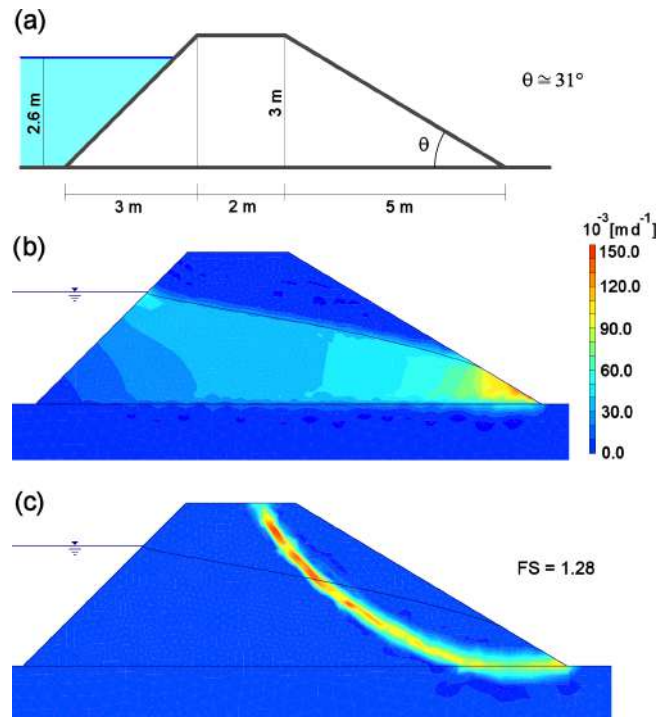 (a)
2.6 m
3 m
θ
θ ≃ 31°
3 m
2 m
5 m
(b)
10⁻³ [m d⁻¹]
150.0
120.0
90.0
60.0
30.0
0.0
(c)
FS = 1.28